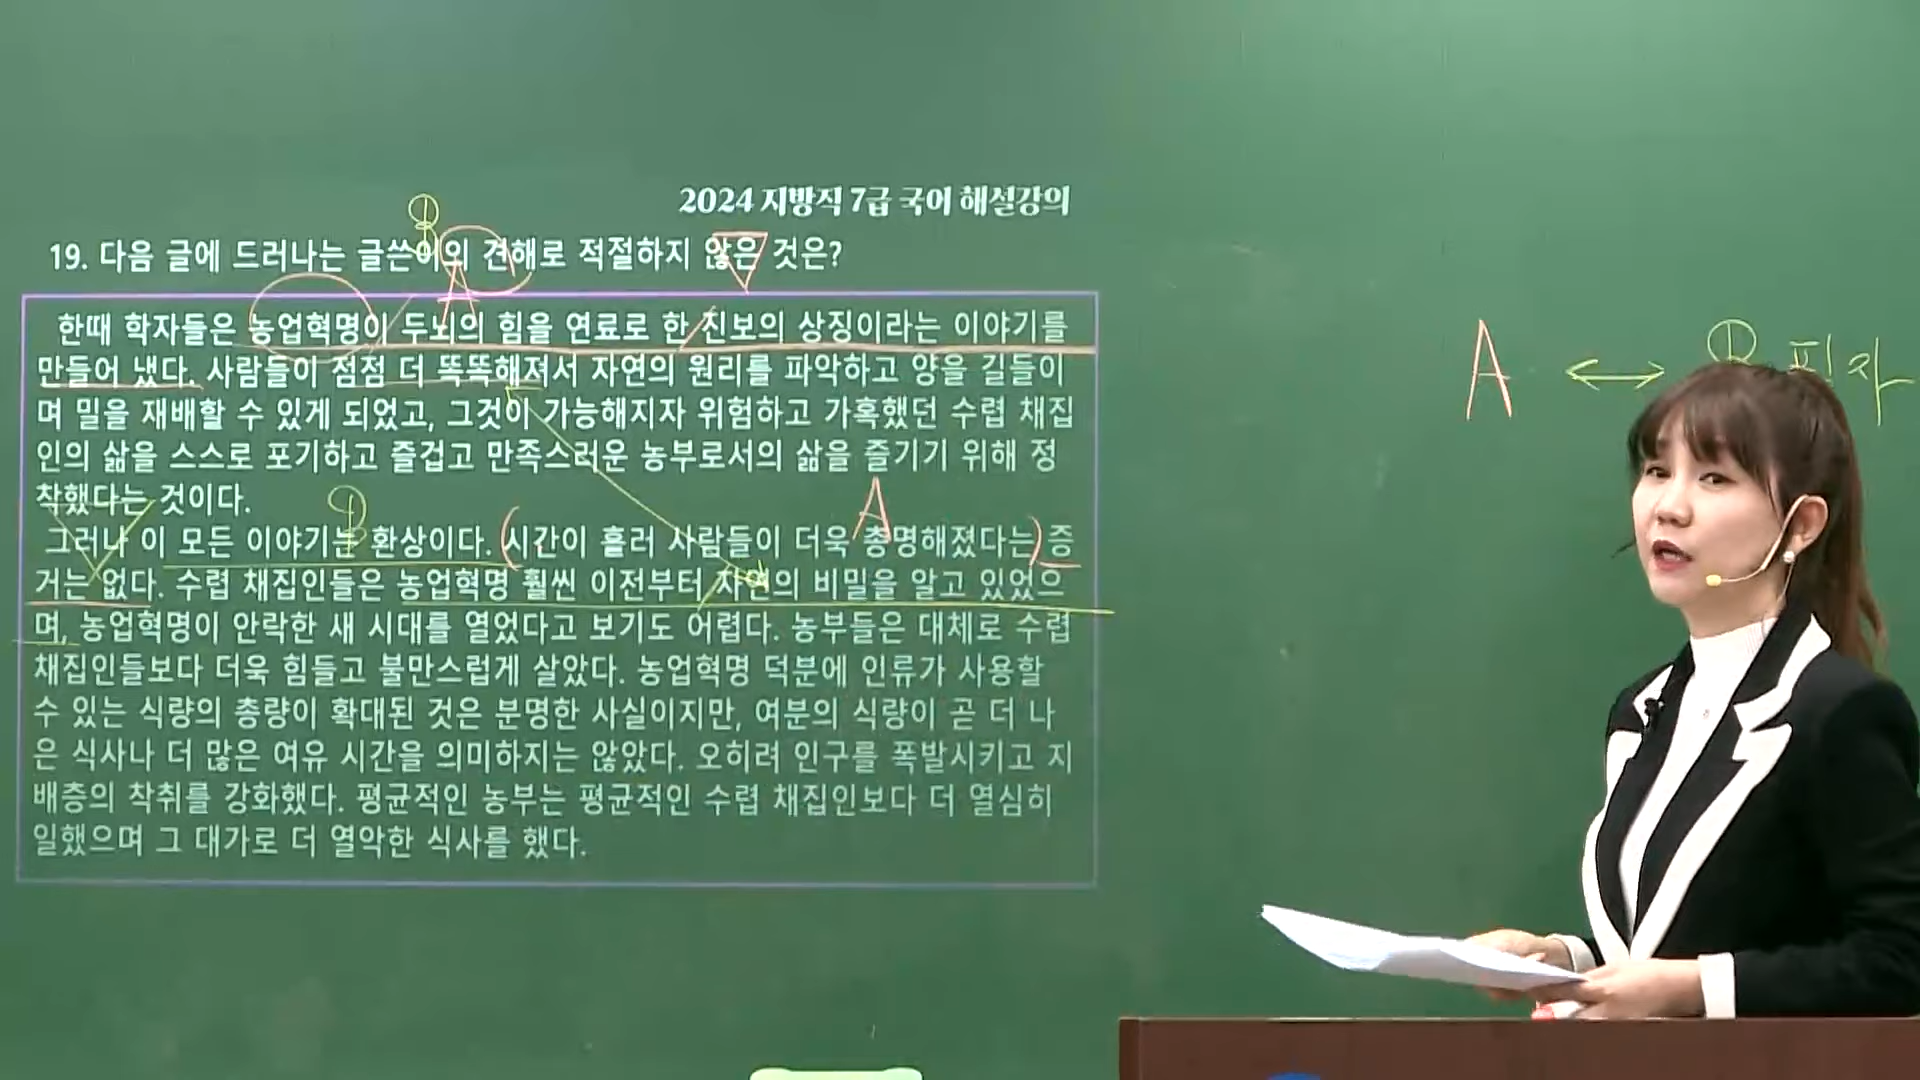 2024 지방직 7급 국어 해설강의
19. 다음 글에 드러나는 글쓴이의 견해로 적절하지 않은 것은?
한때 학자들은 농업혁명이 두뇌의 힘을 연료로 한 진보의 상징이라는 이야기를
만들어 냈다. 사람들이 점점 더 똑똑해져서 자연의 원리를 파악하고 양을 길들이
며 밀을 재배할 수 있게 되었고, 그것이 가능해지자 위험하고 가혹했던 수렵 채집
인의 삶을 스스로 포기하고 즐겁고 만족스러운 농부로서의 삶을 즐기기 위해 정
착했다는 것이다.
그러나 이 모든 이야기는 환상이다. 시간이 흘러 사람들이 더욱 총명해졌다는 증
거는 없다. 수렵 채집인들은 농업혁명 훨씬 이전부터 자연의 비밀을 알고 있었으
며, 농업혁명이 안락한 새 시대를 열었다고 보기도 어렵다. 농부들은 대체로 수렵
채집인들보다 더욱 힘들고 불만스럽게 살았다. 농업혁명 덕분에 인류가 사용할
수 있는 식량의 총량이 확대된 것은 분명한 사실이지만, 여분의 식량이 곧 더 나
은 식사나 더 많은 여유 시간을 의미하지는 않았다. 오히려 인구를 폭발시키고 지
배층의 착취를 강화했다. 평균적인 농부는 평균적인 수렵 채집인보다 더 열심히
일했으며 그 대가로 더 열악한 식사를 했다.
A
A
A ↔ 필자